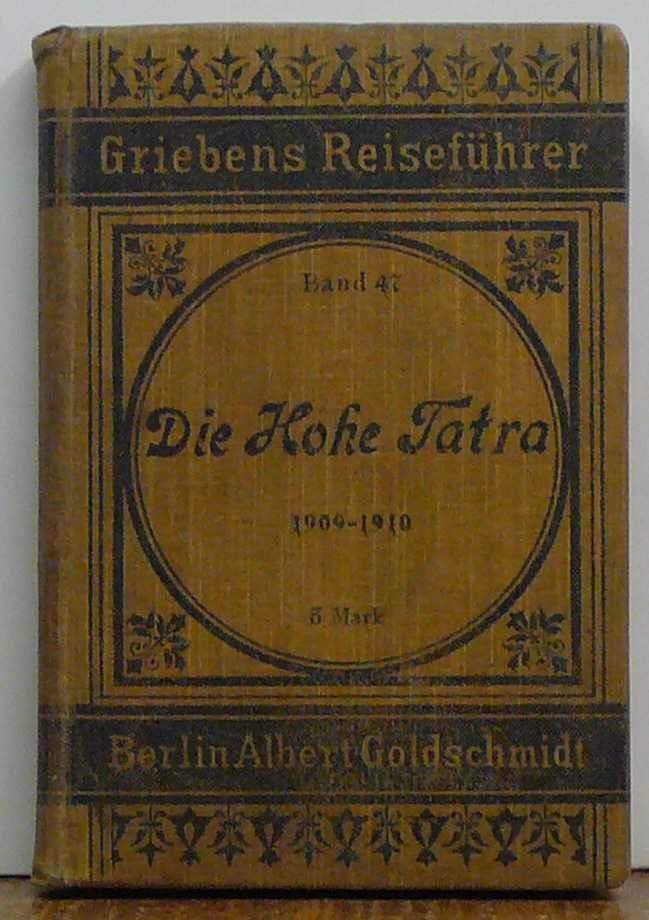 Griebens Reiseführer
Band 47
Die Hohe Tatra
1909-1910
3 Mark
Berlin Albert Goldschmidt